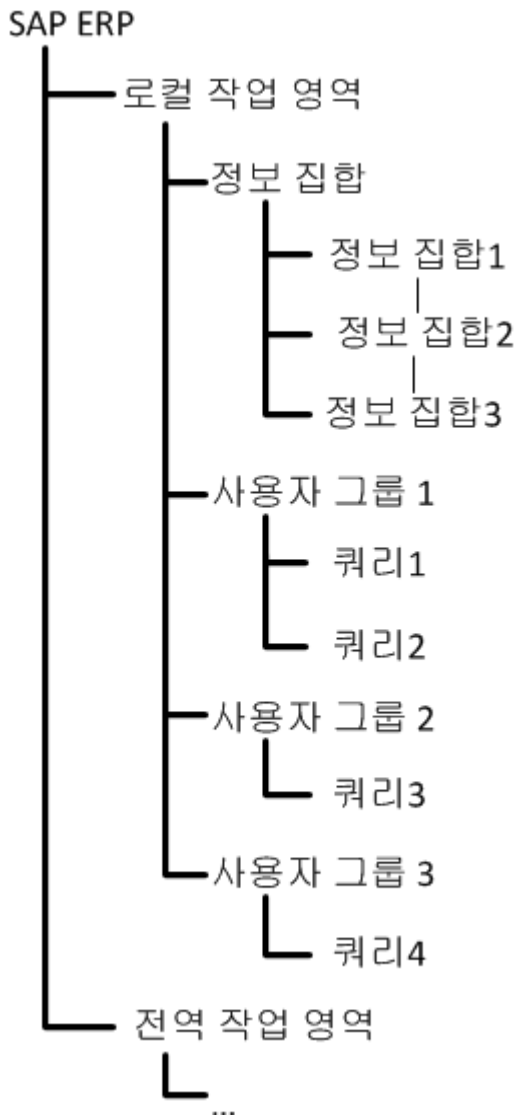 SAP ERP
로컬 작업 영역
정보 집합
정보 집합1
정보 집합2
정보 집합3
사용자 그룹 1
쿼리1
쿼리2
사용자 그룹 2
쿼리3
사용자 그룹 3
쿼리4
전역 작업 영역
...